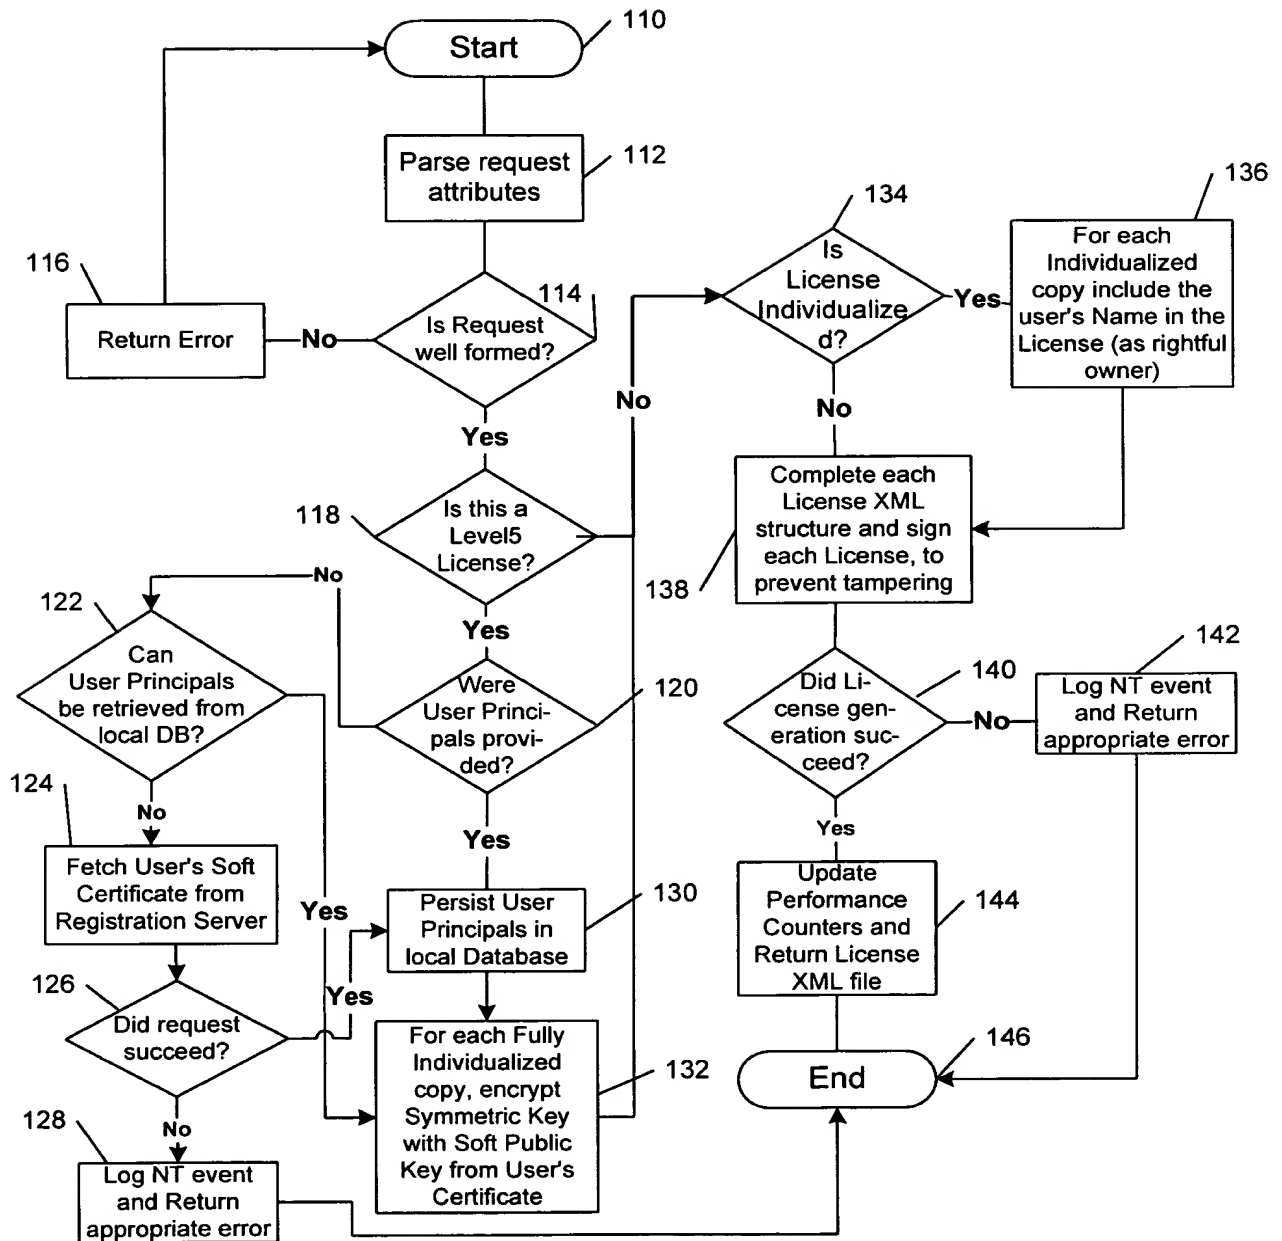 Start
110
Parse request
attributes
112
Is Request
well formed?
114
No
Return Error
116
Yes
Is this a
Level5
License?
118
No
Yes
Were
User Princi-
pals provi-
ded?
120
No
Can
User Principals
be retrieved from
local DB?
122
No
Yes
Fetch User's Soft
Certificate from
Registration Server
124
Did request
succeed?
126
Yes
No
Log NT event
and Return
appropriate error
128
Yes
Persist User
Principals in
local Database
130
For each Fully
Individualized
copy, encrypt
Symmetric Key
with Soft Public
Key from User's
Certificate
132
Is
License
Individualize
d?
134
Yes
For each
Individualized
copy include the
user's Name in the
License (as rightful
owner)
136
No
Complete each
License XML
structure and sign
each License, to
prevent tampering
138
Did Li-
cense gen-
eration suc-
ceed?
140
No
Log NT event
and Return
appropriate error
142
Yes
Update
Performance
Counters and
Return License
XML file
144
End
146